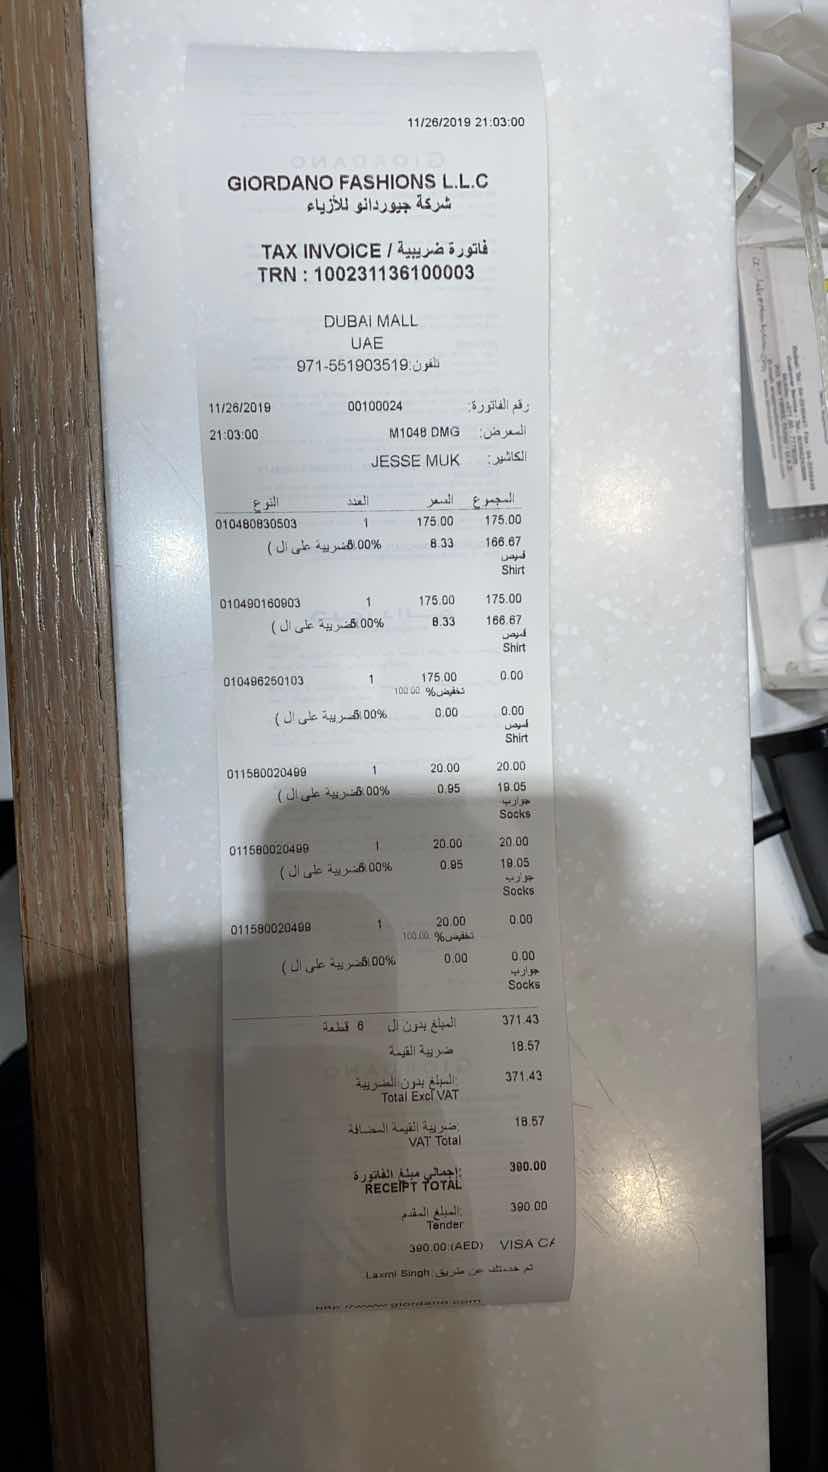 11/26/2019 21:03:00
GIORDANO FASHIONS L.L.C
شركة جيوردانو للأزياء
TAX INVOICE / فاتورة ضريبية
TRN : 100231136100003
DUBAI MALL
UAE
971-551903519:تلفون
11/26/2019 00100024 رقم الفاتورة:
21:03:00 M1048 DMG المعرض:
JESSE MUK الكاشير:
النوع العدد السعر المجموع
010480830503 1 175.00 175.00
( الضريبة على ال 5.00% 8.33 166.67
قميص
Shirt
010490160903 1 175.00 175.00
( الضريبة على ال 5.00% 8.33 166.67
قميص
Shirt
010496250103 1 175.00 0.00
100.00 %تخفيض
( الضريبة على ال 5.00% 0.00 0.00
قميص
Shirt
011580020499 1 20.00 20.00
( الضريبة على ال 5.00% 0.95 19.05
جوارب
Socks
011580020499 1 20.00 20.00
( الضريبة على ال 5.00% 0.95 19.05
جوارب
Socks
011580020499 1 20.00 0.00
100.00 %تخفيض
( الضريبة على ال 5.00% 0.00 0.00
جوارب
Socks
6 قطعة المبلغ بدون ال 371.43
ضريبة القيمة 18.57
المبلغ بدون الضريبة: 371.43
Total Excl VAT
ضريبة القيمة المضافة: 18.57
VAT Total
إجمالي مبلغ الفاتورة: 390.00
RECEIPT TOTAL
المبلغ المقدم: 390.00
Tender
390.00:(AED) VISA CA
تم خدمتك عن طريق: Laxmi Singh
http://www.giordano.com